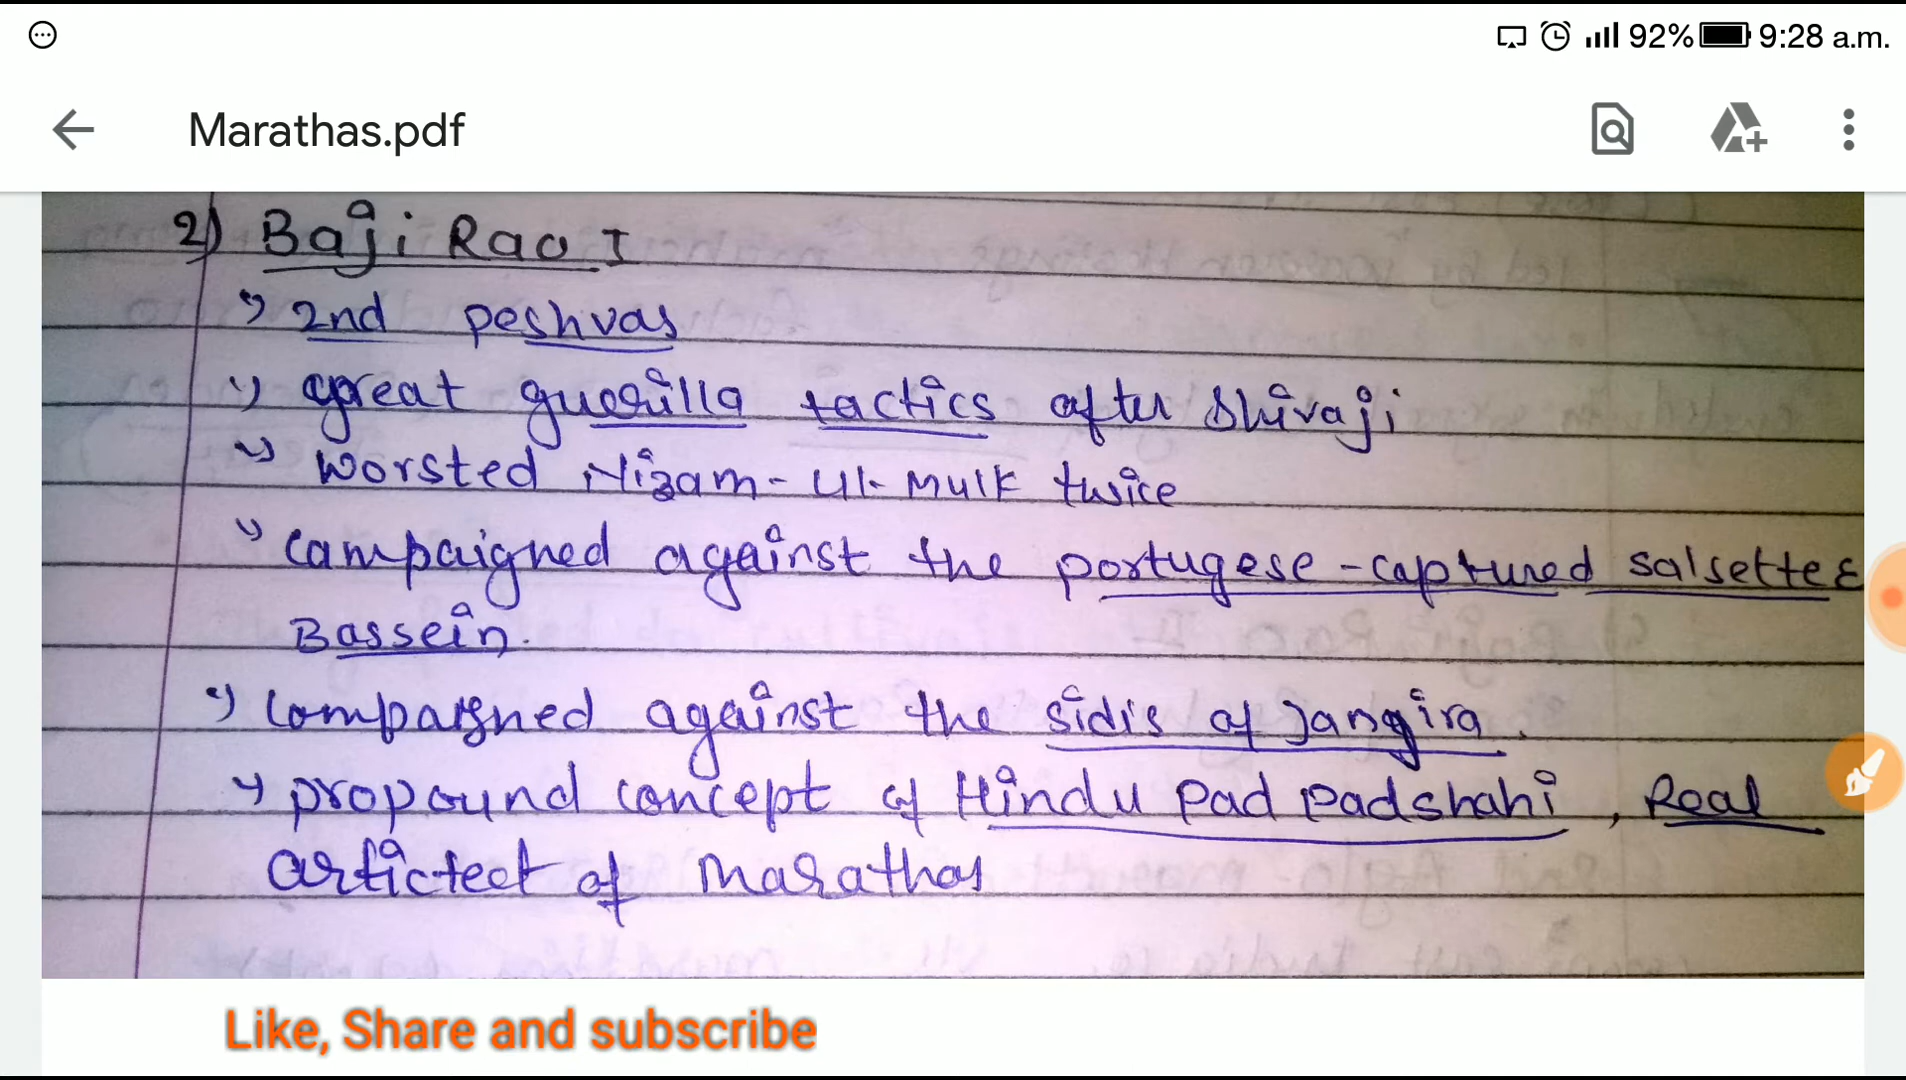 92% 9:28 a.m.
Marathas.pdf
2) Baji Rao I
2nd peshvas
great guerilla tactics after Shivaji
worsted Nizam-Ul-Mulk twice
campaigned against the portugese-captured salsette &
Bassein.
Compaigned against the sidis of Jangira.
propound concept of Hindu Pad Padshahi, Real
articteet of Marathas
Like, Share and subscribe